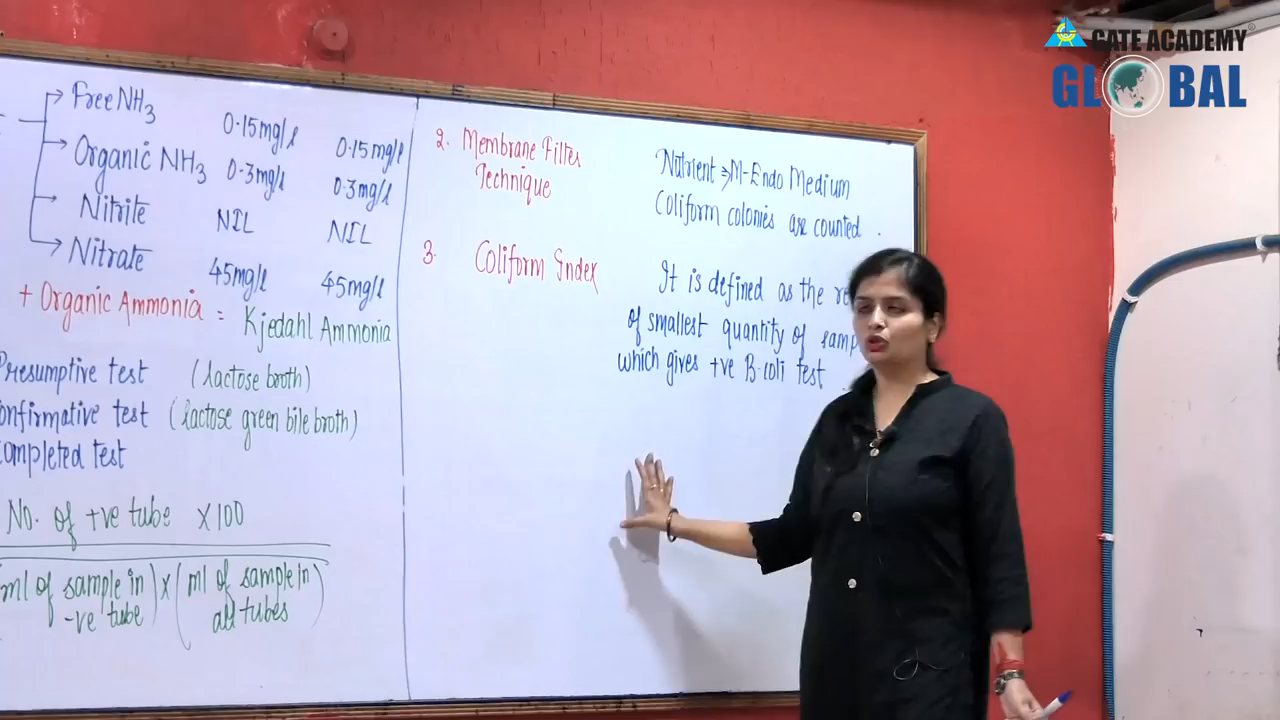 GATE ACADEMY
GLOBAL
Free NH3 0.15mg/l 0.15mg/l
Organic NH3 0.3mg/l 0.3mg/l
Nitrite NIL NIL
Nitrate 45mg/l 45mg/l
+ Organic Ammonia = Kjedahl Ammonia
Presumptive test (lactose broth)
onfirmative test (lactose green bile broth)
Completed test
No. of +ve tube X100
(ml of sample in -ve tube) x (ml of sample in all tubes)
2. Membrane Filter
Technique
Nutrient => M-Endo Medium
Coliform colonies are counted.
3. Coliform Index
It is defined as the re
of smallest quantity of samp
which gives +ve B-coli test.